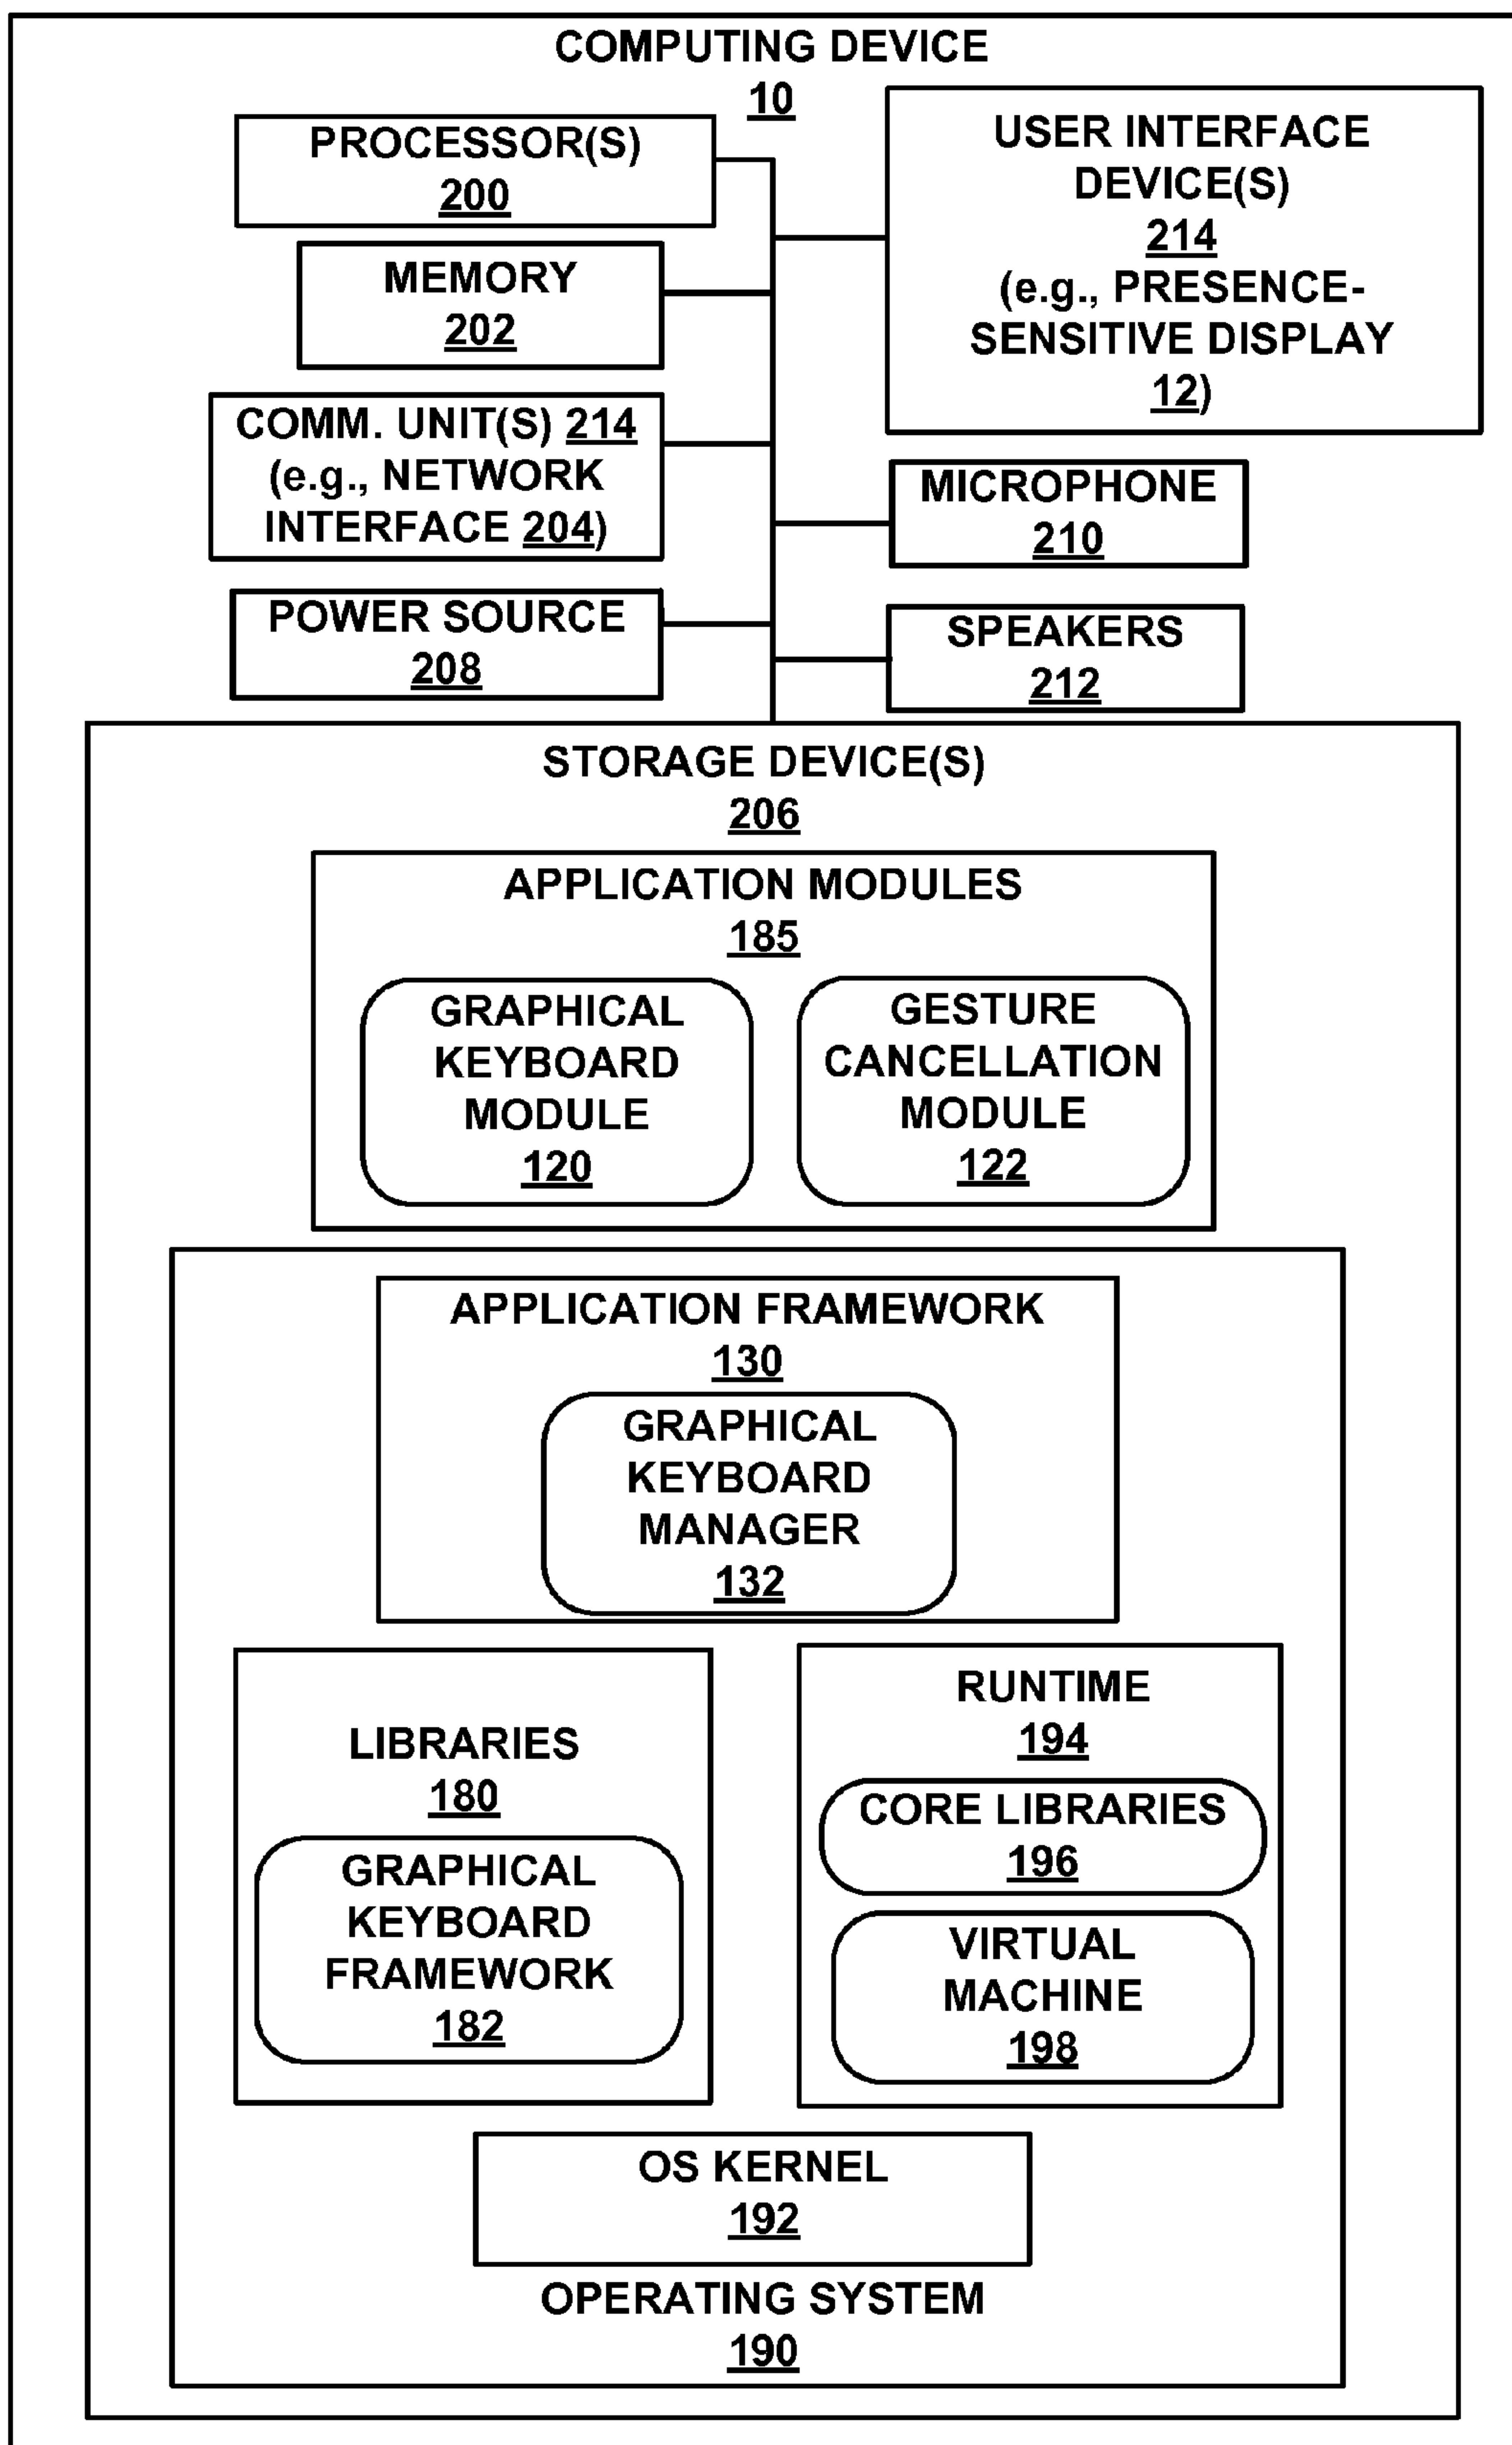 COMPUTING DEVICE
10
PROCESSOR(S)
200
MEMORY
202
COMM. UNIT(S) 214
(e.g., NETWORK
INTERFACE 204)
POWER SOURCE
208
USER INTERFACE
DEVICE(S)
214
(e.g., PRESENCE-
SENSITIVE DISPLAY
12)
MICROPHONE
210
SPEAKERS
212
STORAGE DEVICE(S)
206
APPLICATION MODULES
185
GRAPHICAL
KEYBOARD
MODULE
120
GESTURE
CANCELLATION
MODULE
122
APPLICATION FRAMEWORK
130
GRAPHICAL
KEYBOARD
MANAGER
132
LIBRARIES
180
GRAPHICAL
KEYBOARD
FRAMEWORK
182
RUNTIME
194
CORE LIBRARIES
196
VIRTUAL
MACHINE
198
OS KERNEL
192
OPERATING SYSTEM
190